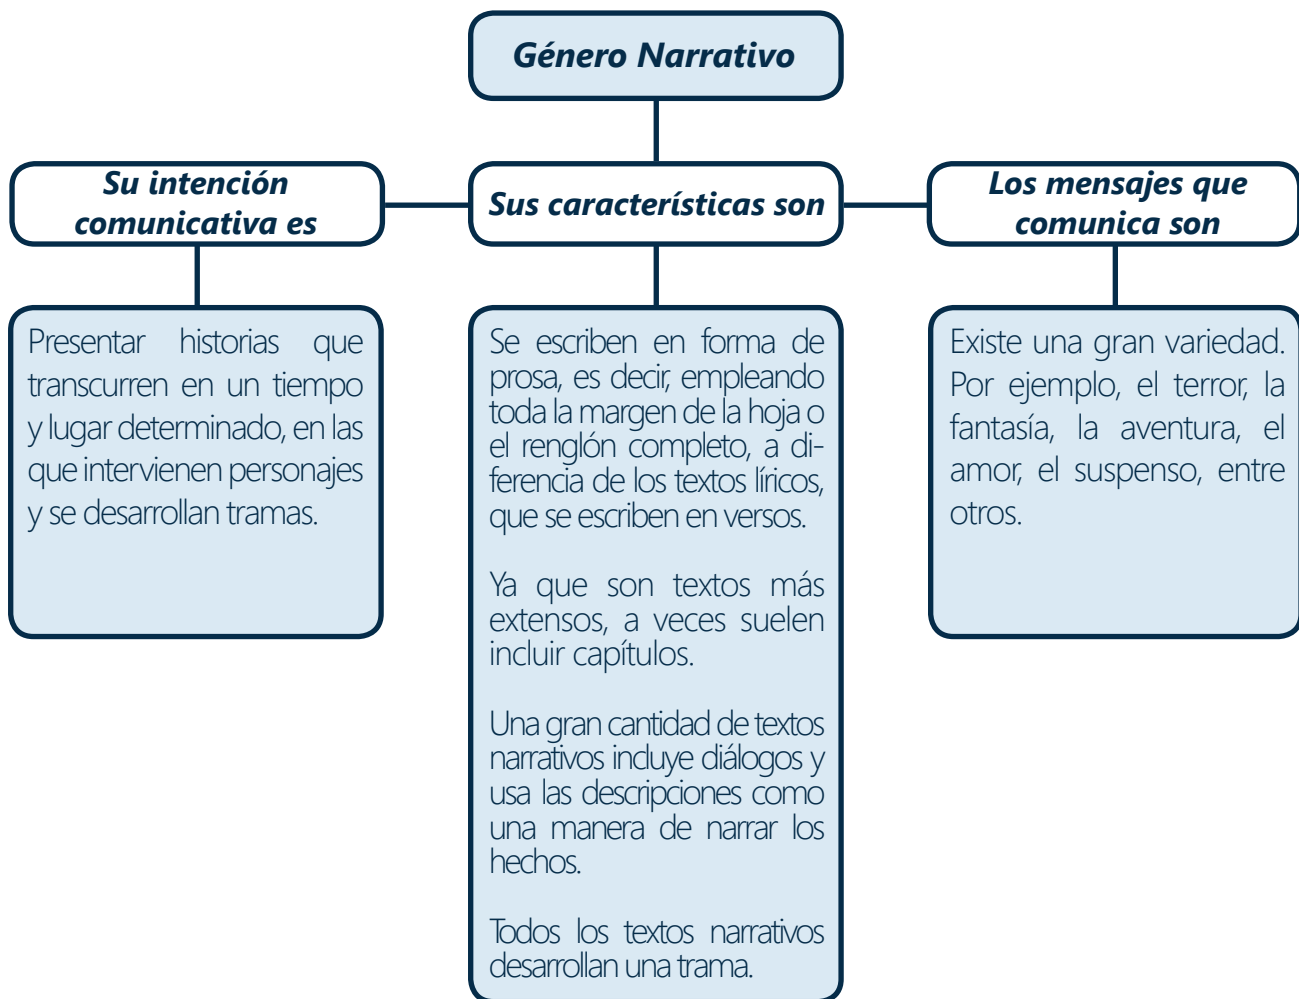 Género Narrativo
Su intención
comunicativa es
Sus características son
Los mensajes que
comunica son
Presentar historias que
transcurren en un tiempo
y lugar determinado, en las
que intervienen personajes
y se desarrollan tramas.
Se escriben en forma de
prosa, es decir, empleando
toda la margen de la hoja o
el renglón completo, a di-
ferencia de los textos líricos,
que se escriben en versos.
Ya que son textos más
extensos, a veces suelen
incluir capítulos.
Una gran cantidad de textos
narrativos incluye diálogos y
usa las descripciones como
una manera de narrar los
hechos.
Todos los textos narrativos
desarrollan una trama.
Existe una gran variedad.
Por ejemplo, el terror, la
fantasía, la aventura, el
amor, el suspenso, entre
otros.